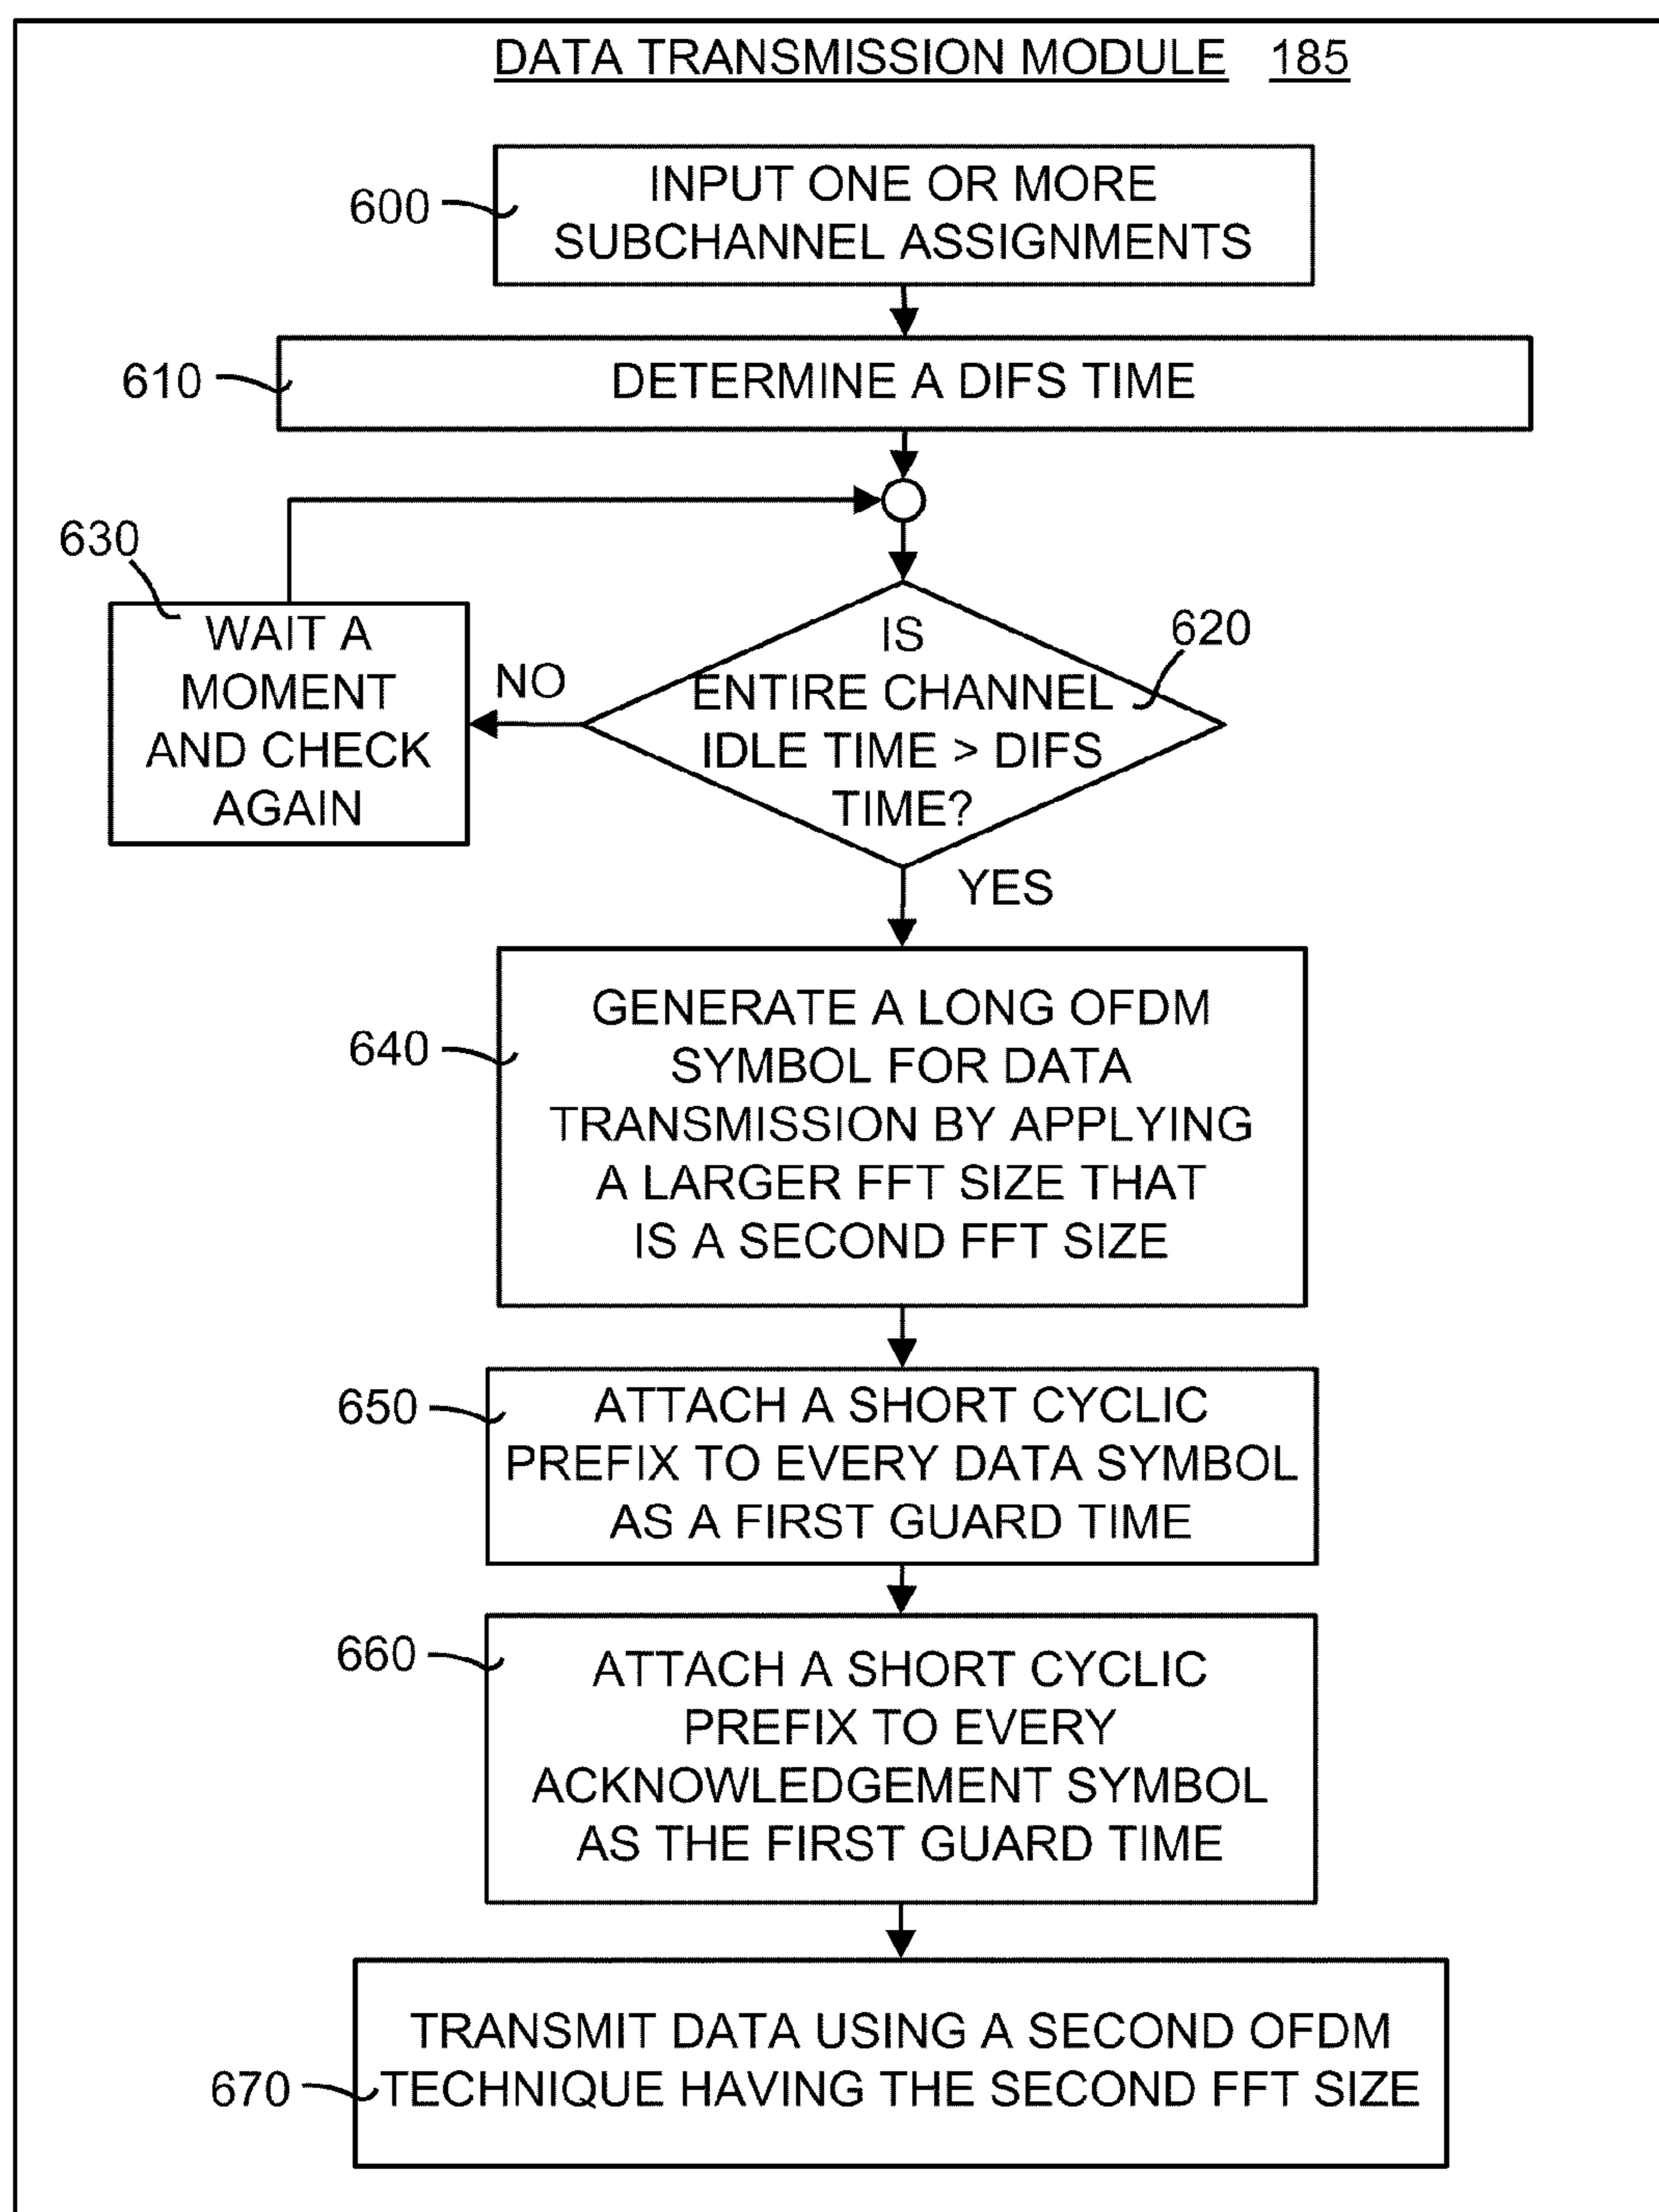 DATA TRANSMISSION MODULE 185
600
INPUT ONE OR MORE
SUBCHANNEL ASSIGNMENTS
610
DETERMINE A DIFS TIME
630
WAIT A
MOMENT
AND CHECK
AGAIN
NO
IS
ENTIRE CHANNEL
IDLE TIME > DIFS
TIME?
620
YES
640
GENERATE A LONG OFDM
SYMBOL FOR DATA
TRANSMISSION BY APPLYING
A LARGER FFT SIZE THAT
IS A SECOND FFT SIZE
650
ATTACH A SHORT CYCLIC
PREFIX TO EVERY DATA SYMBOL
AS A FIRST GUARD TIME
660
ATTACH A SHORT CYCLIC
PREFIX TO EVERY
ACKNOWLEDGEMENT SYMBOL
AS THE FIRST GUARD TIME
670
TRANSMIT DATA USING A SECOND OFDM
TECHNIQUE HAVING THE SECOND FFT SIZE